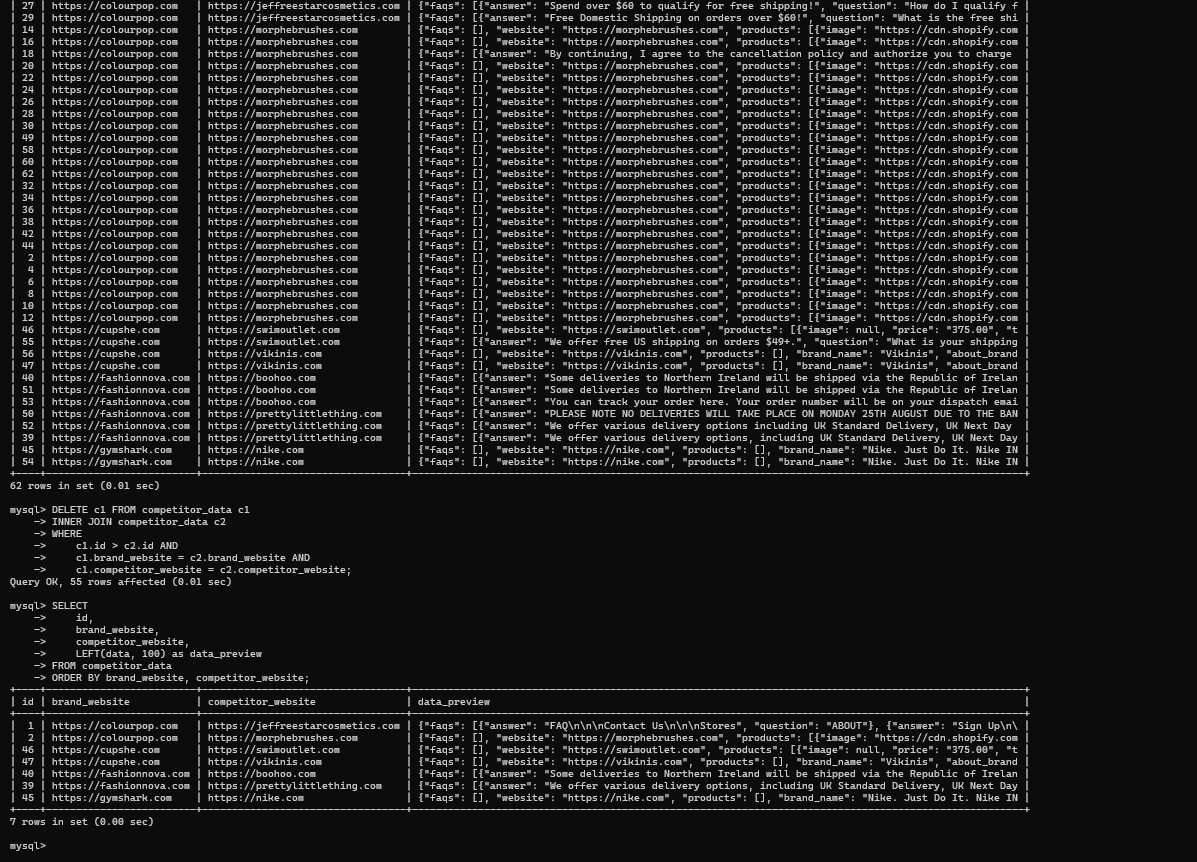 | 27 | https://colourpop.com   | https://jeffreestarcosmetics.com | {"faqs": [{"answer": "Spend over $60 to qualify for free shipping!", "question": "How do I qualify f |
| 29 | https://colourpop.com   | https://jeffreestarcosmetics.com | {"faqs": [{"answer": "Free Domestic Shipping on orders over $60!", "question": "What is the free shi |
| 14 | https://colourpop.com   | https://morphebrushes.com        | {"faqs": [], "website": "https://morphebrushes.com", "products": [{"image": "https://cdn.shopify.com |
| 16 | https://colourpop.com   | https://morphebrushes.com        | {"faqs": [], "website": "https://morphebrushes.com", "products": [{"image": "https://cdn.shopify.com |
| 18 | https://colourpop.com   | https://morphebrushes.com        | {"faqs": [{"answer": "By continuing, I agree to the cancellation policy and authorize you to charge  |
| 20 | https://colourpop.com   | https://morphebrushes.com        | {"faqs": [], "website": "https://morphebrushes.com", "products": [{"image": "https://cdn.shopify.com |
| 22 | https://colourpop.com   | https://morphebrushes.com        | {"faqs": [], "website": "https://morphebrushes.com", "products": [{"image": "https://cdn.shopify.com |
| 24 | https://colourpop.com   | https://morphebrushes.com        | {"faqs": [], "website": "https://morphebrushes.com", "products": [{"image": "https://cdn.shopify.com |
| 26 | https://colourpop.com   | https://morphebrushes.com        | {"faqs": [], "website": "https://morphebrushes.com", "products": [{"image": "https://cdn.shopify.com |
| 28 | https://colourpop.com   | https://morphebrushes.com        | {"faqs": [], "website": "https://morphebrushes.com", "products": [{"image": "https://cdn.shopify.com |
| 30 | https://colourpop.com   | https://morphebrushes.com        | {"faqs": [], "website": "https://morphebrushes.com", "products": [{"image": "https://cdn.shopify.com |
| 49 | https://colourpop.com   | https://morphebrushes.com        | {"faqs": [], "website": "https://morphebrushes.com", "products": [{"image": "https://cdn.shopify.com |
| 58 | https://colourpop.com   | https://morphebrushes.com        | {"faqs": [], "website": "https://morphebrushes.com", "products": [{"image": "https://cdn.shopify.com |
| 60 | https://colourpop.com   | https://morphebrushes.com        | {"faqs": [], "website": "https://morphebrushes.com", "products": [{"image": "https://cdn.shopify.com |
| 62 | https://colourpop.com   | https://morphebrushes.com        | {"faqs": [], "website": "https://morphebrushes.com", "products": [{"image": "https://cdn.shopify.com |
| 32 | https://colourpop.com   | https://morphebrushes.com        | {"faqs": [], "website": "https://morphebrushes.com", "products": [{"image": "https://cdn.shopify.com |
| 34 | https://colourpop.com   | https://morphebrushes.com        | {"faqs": [], "website": "https://morphebrushes.com", "products": [{"image": "https://cdn.shopify.com |
| 36 | https://colourpop.com   | https://morphebrushes.com        | {"faqs": [], "website": "https://morphebrushes.com", "products": [{"image": "https://cdn.shopify.com |
| 38 | https://colourpop.com   | https://morphebrushes.com        | {"faqs": [], "website": "https://morphebrushes.com", "products": [{"image": "https://cdn.shopify.com |
| 42 | https://colourpop.com   | https://morphebrushes.com        | {"faqs": [], "website": "https://morphebrushes.com", "products": [{"image": "https://cdn.shopify.com |
| 44 | https://colourpop.com   | https://morphebrushes.com        | {"faqs": [], "website": "https://morphebrushes.com", "products": [{"image": "https://cdn.shopify.com |
|  2 | https://colourpop.com   | https://morphebrushes.com        | {"faqs": [], "website": "https://morphebrushes.com", "products": [{"image": "https://cdn.shopify.com |
|  4 | https://colourpop.com   | https://morphebrushes.com        | {"faqs": [], "website": "https://morphebrushes.com", "products": [{"image": "https://cdn.shopify.com |
|  6 | https://colourpop.com   | https://morphebrushes.com        | {"faqs": [], "website": "https://morphebrushes.com", "products": [{"image": "https://cdn.shopify.com |
|  8 | https://colourpop.com   | https://morphebrushes.com        | {"faqs": [], "website": "https://morphebrushes.com", "products": [{"image": "https://cdn.shopify.com |
| 10 | https://colourpop.com   | https://morphebrushes.com        | {"faqs": [], "website": "https://morphebrushes.com", "products": [{"image": "https://cdn.shopify.com |
| 12 | https://colourpop.com   | https://morphebrushes.com        | {"faqs": [], "website": "https://morphebrushes.com", "products": [{"image": "https://cdn.shopify.com |
| 46 | https://cupshe.com      | https://swimoutlet.com           | {"faqs": [], "website": "https://swimoutlet.com", "products": [{"image": null, "price": "375.00", "t |
| 55 | https://cupshe.com      | https://swimoutlet.com           | {"faqs": [{"answer": "We offer free US shipping on orders $49+.", "question": "What is your shipping |
| 56 | https://cupshe.com      | https://vikinis.com              | {"faqs": [], "website": "https://vikinis.com", "products": [], "brand_name": "Vikinis", "about_brand |
| 47 | https://cupshe.com      | https://vikinis.com              | {"faqs": [], "website": "https://vikinis.com", "products": [], "brand_name": "Vikinis", "about_brand |
| 40 | https://fashionnova.com | https://boohoo.com               | {"faqs": [{"answer": "Some deliveries to Northern Ireland will be shipped via the Republic of Irelan |
| 51 | https://fashionnova.com | https://boohoo.com               | {"faqs": [{"answer": "Some deliveries to Northern Ireland will be shipped via the Republic of Irelan |
| 53 | https://fashionnova.com | https://boohoo.com               | {"faqs": [{"answer": "You can track your order here. Your order number will be on your dispatch emai |
| 50 | https://fashionnova.com | https://prettylittlething.com    | {"faqs": [{"answer": "PLEASE NOTE NO DELIVERIES WILL TAKE PLACE ON MONDAY 25TH AUGUST DUE TO THE BAN |
| 52 | https://fashionnova.com | https://prettylittlething.com    | {"faqs": [{"answer": "We offer various delivery options including UK Standard Delivery, UK Next Day  |
| 39 | https://fashionnova.com | https://prettylittlething.com    | {"faqs": [{"answer": "We offer various delivery options, including UK Standard Delivery, UK Next Day |
| 45 | https://gymshark.com    | https://nike.com                 | {"faqs": [], "website": "https://nike.com", "products": [], "brand_name": "Nike. Just Do It. Nike IN |
| 54 | https://gymshark.com    | https://nike.com                 | {"faqs": [], "website": "https://nike.com", "products": [], "brand_name": "Nike. Just Do It. Nike IN |
62 rows in set (0.01 sec)
mysql> DELETE c1 FROM competitor_data c1
    -> INNER JOIN competitor_data c2
    -> WHERE
    ->     c1.id > c2.id AND
    ->     c1.brand_website = c2.brand_website AND
    ->     c1.competitor_website = c2.competitor_website;
Query OK, 55 rows affected (0.01 sec)
mysql> SELECT
    ->     id,
    ->     brand_website,
    ->     competitor_website,
    ->     LEFT(data, 100) as data_preview
    -> FROM competitor_data
    -> ORDER BY brand_website, competitor_website;
| id | brand_website           | competitor_website               | data_preview |
|  1 | https://colourpop.com   | https://jeffreestarcosmetics.com | {"faqs": [{"answer": "FAQ\n\n\nContact Us\n\n\nStores", "question": "ABOUT"}, {"answer": "Sign Up\n\ |
|  2 | https://colourpop.com   | https://morphebrushes.com        | {"faqs": [], "website": "https://morphebrushes.com", "products": [{"image": "https://cdn.shopify.com |
| 46 | https://cupshe.com      | https://swimoutlet.com           | {"faqs": [], "website": "https://swimoutlet.com", "products": [{"image": null, "price": "375.00", "t |
| 47 | https://cupshe.com      | https://vikinis.com              | {"faqs": [], "website": "https://vikinis.com", "products": [], "brand_name": "Vikinis", "about_brand |
| 40 | https://fashionnova.com | https://boohoo.com               | {"faqs": [{"answer": "Some deliveries to Northern Ireland will be shipped via the Republic of Irelan |
| 39 | https://fashionnova.com | https://prettylittlething.com    | {"faqs": [{"answer": "We offer various delivery options, including UK Standard Delivery, UK Next Day |
| 45 | https://gymshark.com    | https://nike.com                 | {"faqs": [], "website": "https://nike.com", "products": [], "brand_name": "Nike. Just Do It. Nike IN |
7 rows in set (0.00 sec)
mysql>